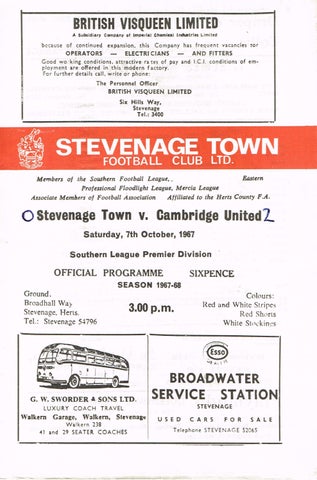 BRITISH VISQUEEN LIMITED
A Subsidiary Company of Imperial Chemical Industries Limited
because of continued expansion, this Company has frequent vacancies for
OPERATORS — ELECTRICIANS — and FITTERS
Good working conditions, attractive rates of pay and I.C.I. conditions of
employment are offered in this modern factory.
For further details call, write or phone:
The Personnel Officer
BRITISH VISQUEEN LIMITED
Six Hills Way,
Stevenage
Tel.: 3400
STEVENAGE TOWN
FOOTBALL CLUB LTD.
Members of the Southern Football League,. Eastern
Professional Floodlight League, Mercia League
Associate Members of Football Association Affiliated to the Herts County F.A.
0 Stevenage Town v. Cambridge United 2
Saturday, 7th October, 1967
Southern League Premier Division
OFFICIAL PROGRAMME SIXPENCE
SEASON 1967-68
Ground.
Broadhall Way
Stevenage, Herts.
Tel.: Stevenage 54796
3.00 p.m.
Colours:
Red and White Stripes
Red Shorts
White Stockings
G. W. SWORDER & SONS LTD.
LUXURY COACH TRAVEL
Walkern Garage, Walkern, Stevenage
Walkern 238
41 and 29 SEATER COACHES
Esso
BROADWATER
SERVICE STATION
STEVENAGE
USED CARS FOR SALE
Telephone STEVENAGE 52065